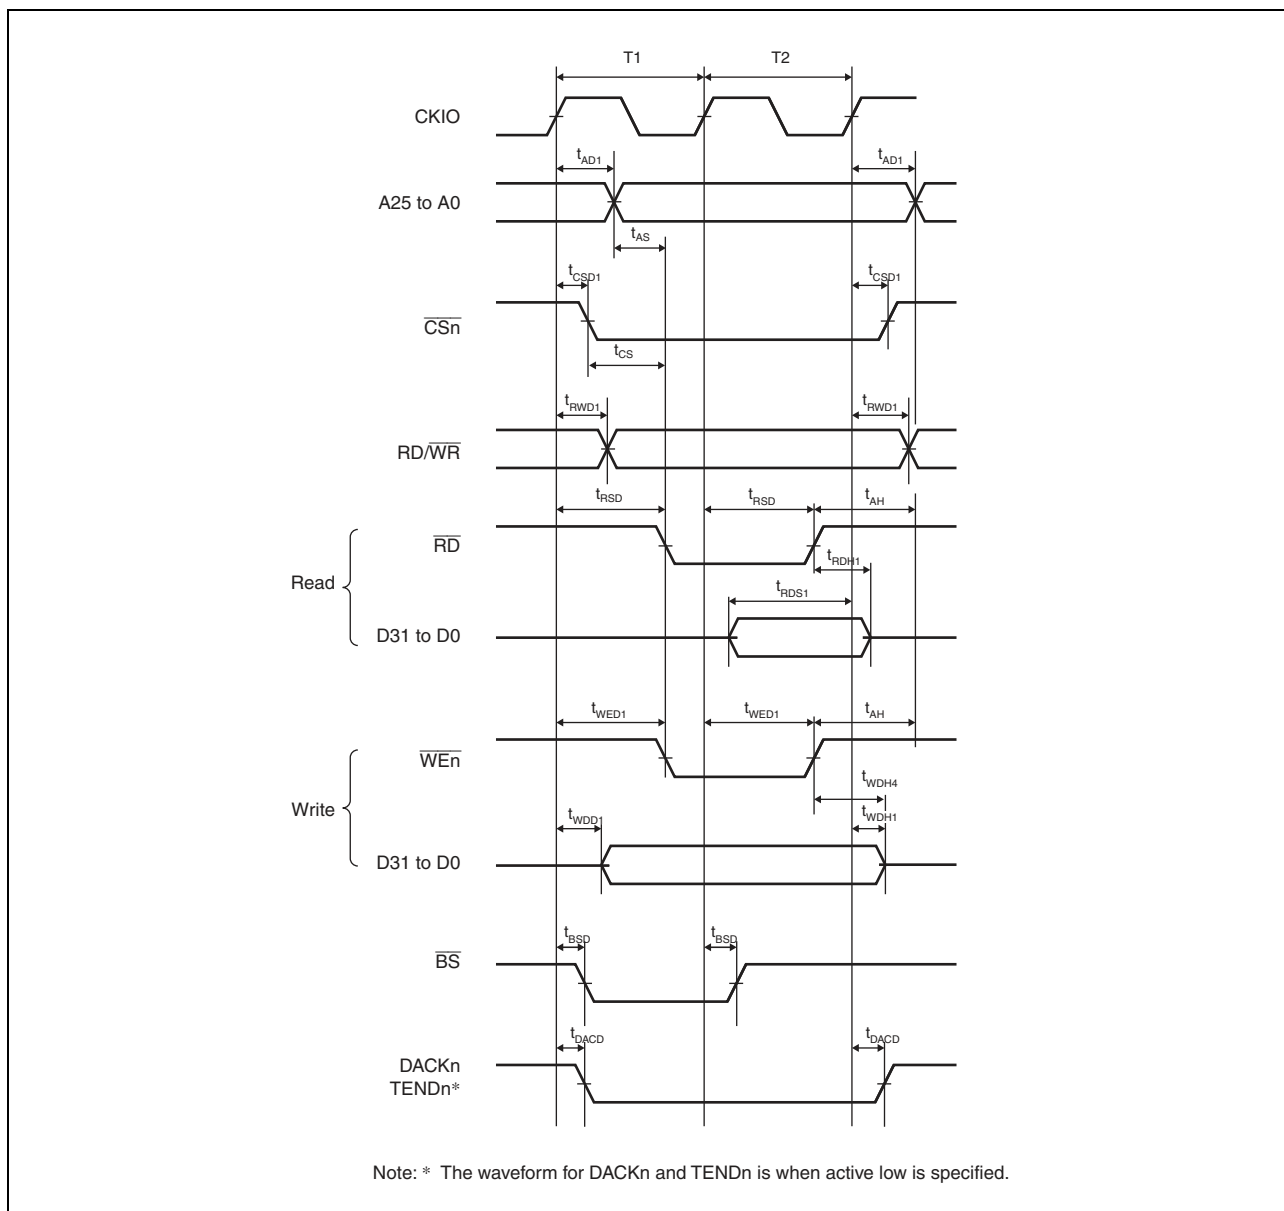 T1 T2
CKIO
tAD1 tAD1
A25 to A0
tAS
tCSD1 tCSD1
CSn
tCS
tRWD1 tRWD1
RD/WR
tRSD tRSD tAH
RD
tRDH1
Read
tRDS1
D31 to D0
tWED1 tWED1 tAH
WEn
tWDH4
Write
tWDD1 tWDH1
D31 to D0
tBSD tBSD
BS
tDACD tDACD
DACKn
TENDn*
Note: * The waveform for DACKn and TENDn is when active low is specified.